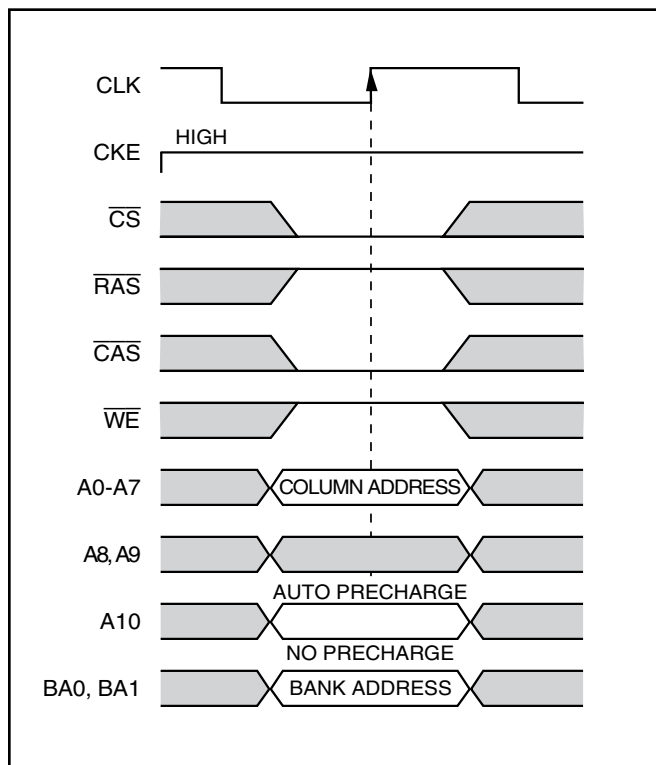 CLK
CKE HIGH
CS
RAS
CAS
WE
A0-A7 COLUMN ADDRESS
A8, A9
AUTO PRECHARGE
A10
NO PRECHARGE
BA0, BA1 BANK ADDRESS